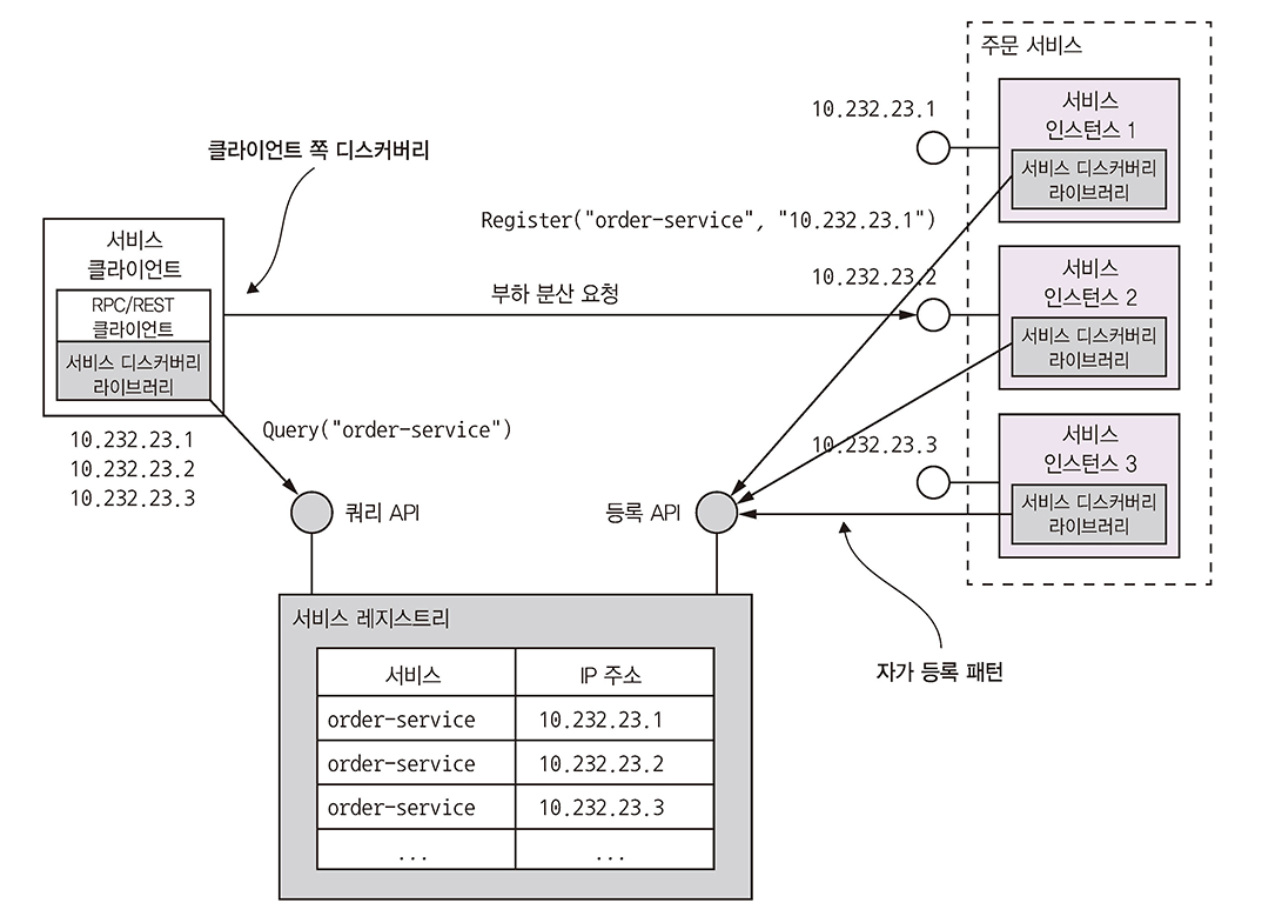 주문 서비스
10.232.23.1
서비스
인스턴스 1
서비스 디스커버리
라이브러리
클라이언트 쪽 디스커버리
Register("order-service", "10.232.23.1")
서비스
클라이언트
RPC/REST
클라이언트
서비스 디스커버리
라이브러리
10.232.23.1
10.232.23.2
10.232.23.3
부하 분산 요청
10.232.23.2
서비스
인스턴스 2
서비스 디스커버리
라이브러리
Query("order-service")
10.232.23.3
서비스
인스턴스 3
서비스 디스커버리
라이브러리
쿼리 API
등록 API
자가 등록 패턴
서비스 레지스트리
서비스 IP 주소
order-service 10.232.23.1
order-service 10.232.23.2
order-service 10.232.23.3
... ...